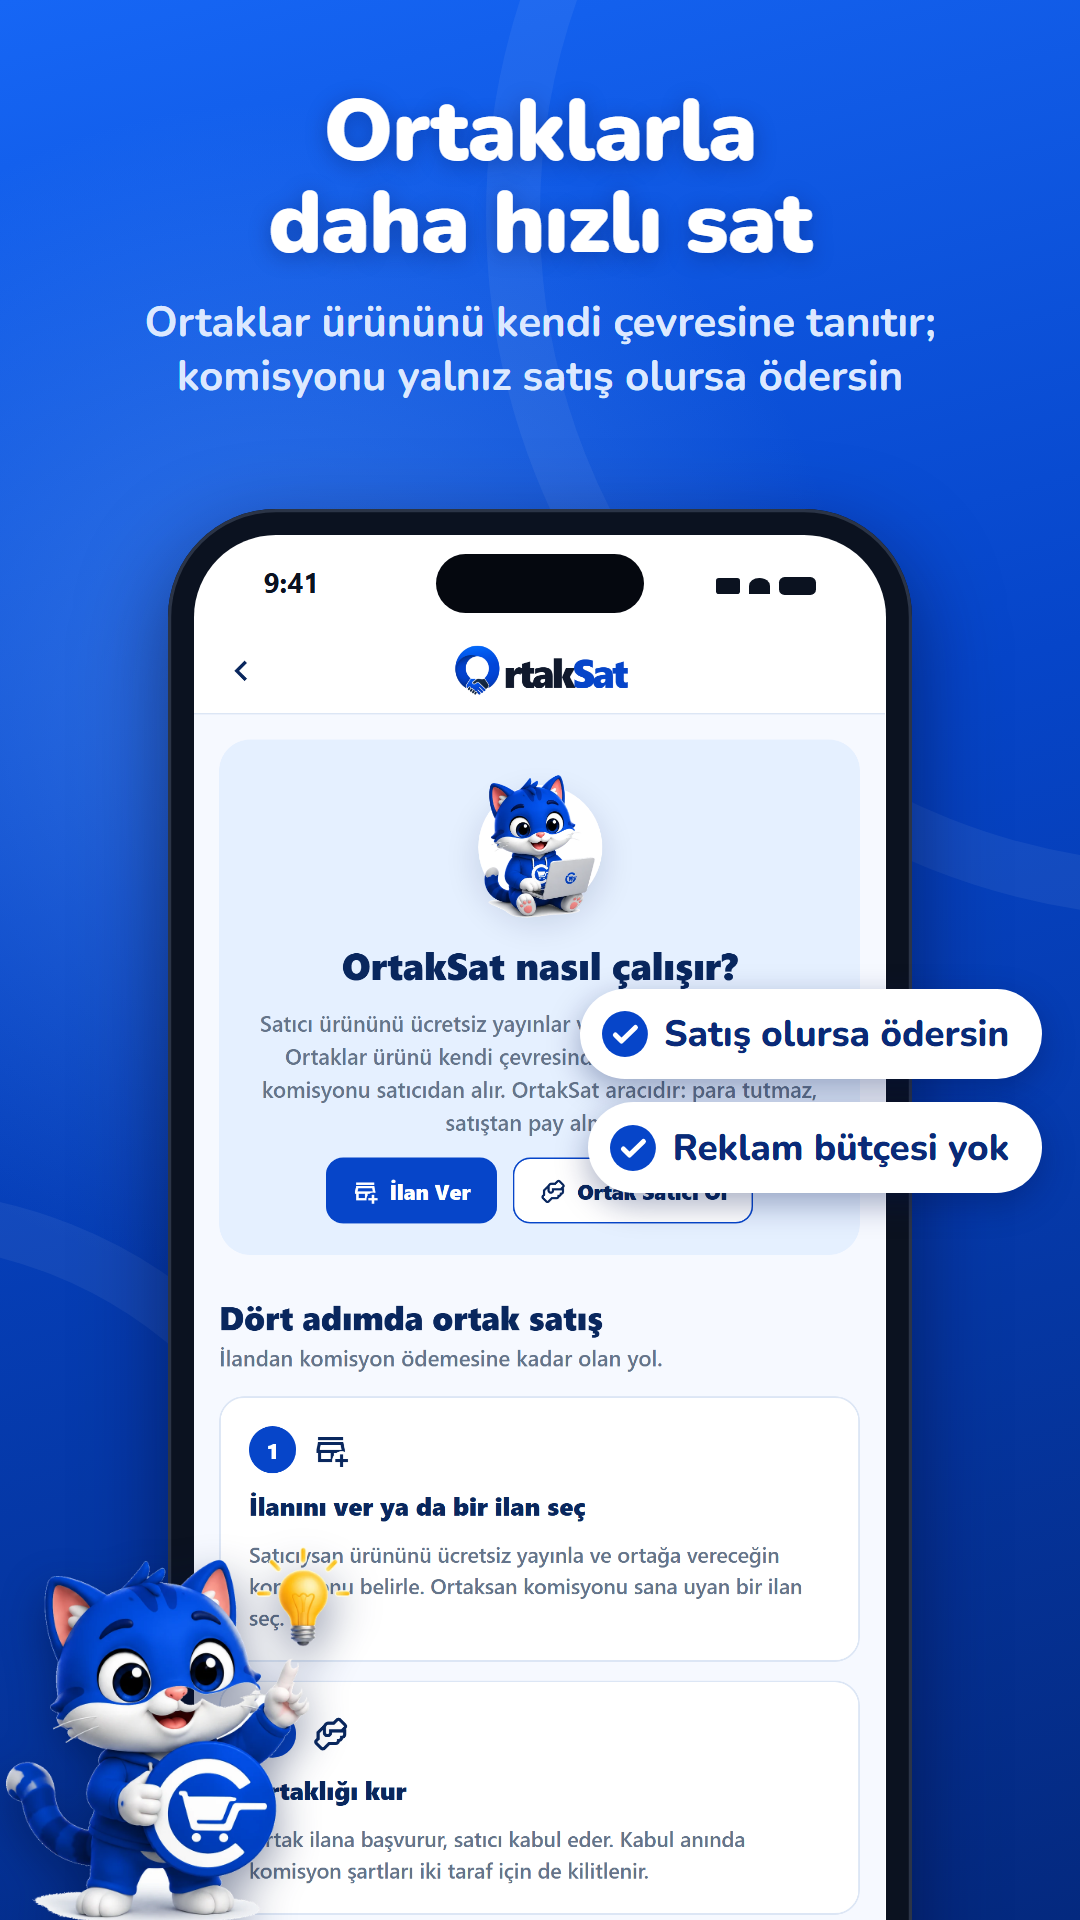 Ortaklarla
daha hızlı sat
Ortaklar ürününü kendi çevresine tanıtır;
komisyonu yalnız satış olursa ödersin
9:41
rtakSat
OrtakSat nasıl çalışır?
Satıcı ürününü ücretsiz yayınlar
Ortaklar ürünü kendi
komisyonu satıcıdan alır. OrtakSat aracıdır: para tutmaz,
satıştan pay
Satış olursa ödersin
Reklam bütçesi yok
İlan Ver
Ortak Satıcı
Dört adımda ortak satış
İlandan komisyon ödemesine kadar olan yol.
1
İlanını ver ya da bir ilan seç
Satıcıysan ürününü ücretsiz yayınla ve ortağa vereceğin
belirle. Ortaksan komisyonu sana uyan bir ilan
seç.
rtaklığı kur
rtak ilana başvurur, satıcı kabul eder. Kabul anında
komisyon şartları iki taraf için de kilitlenir.